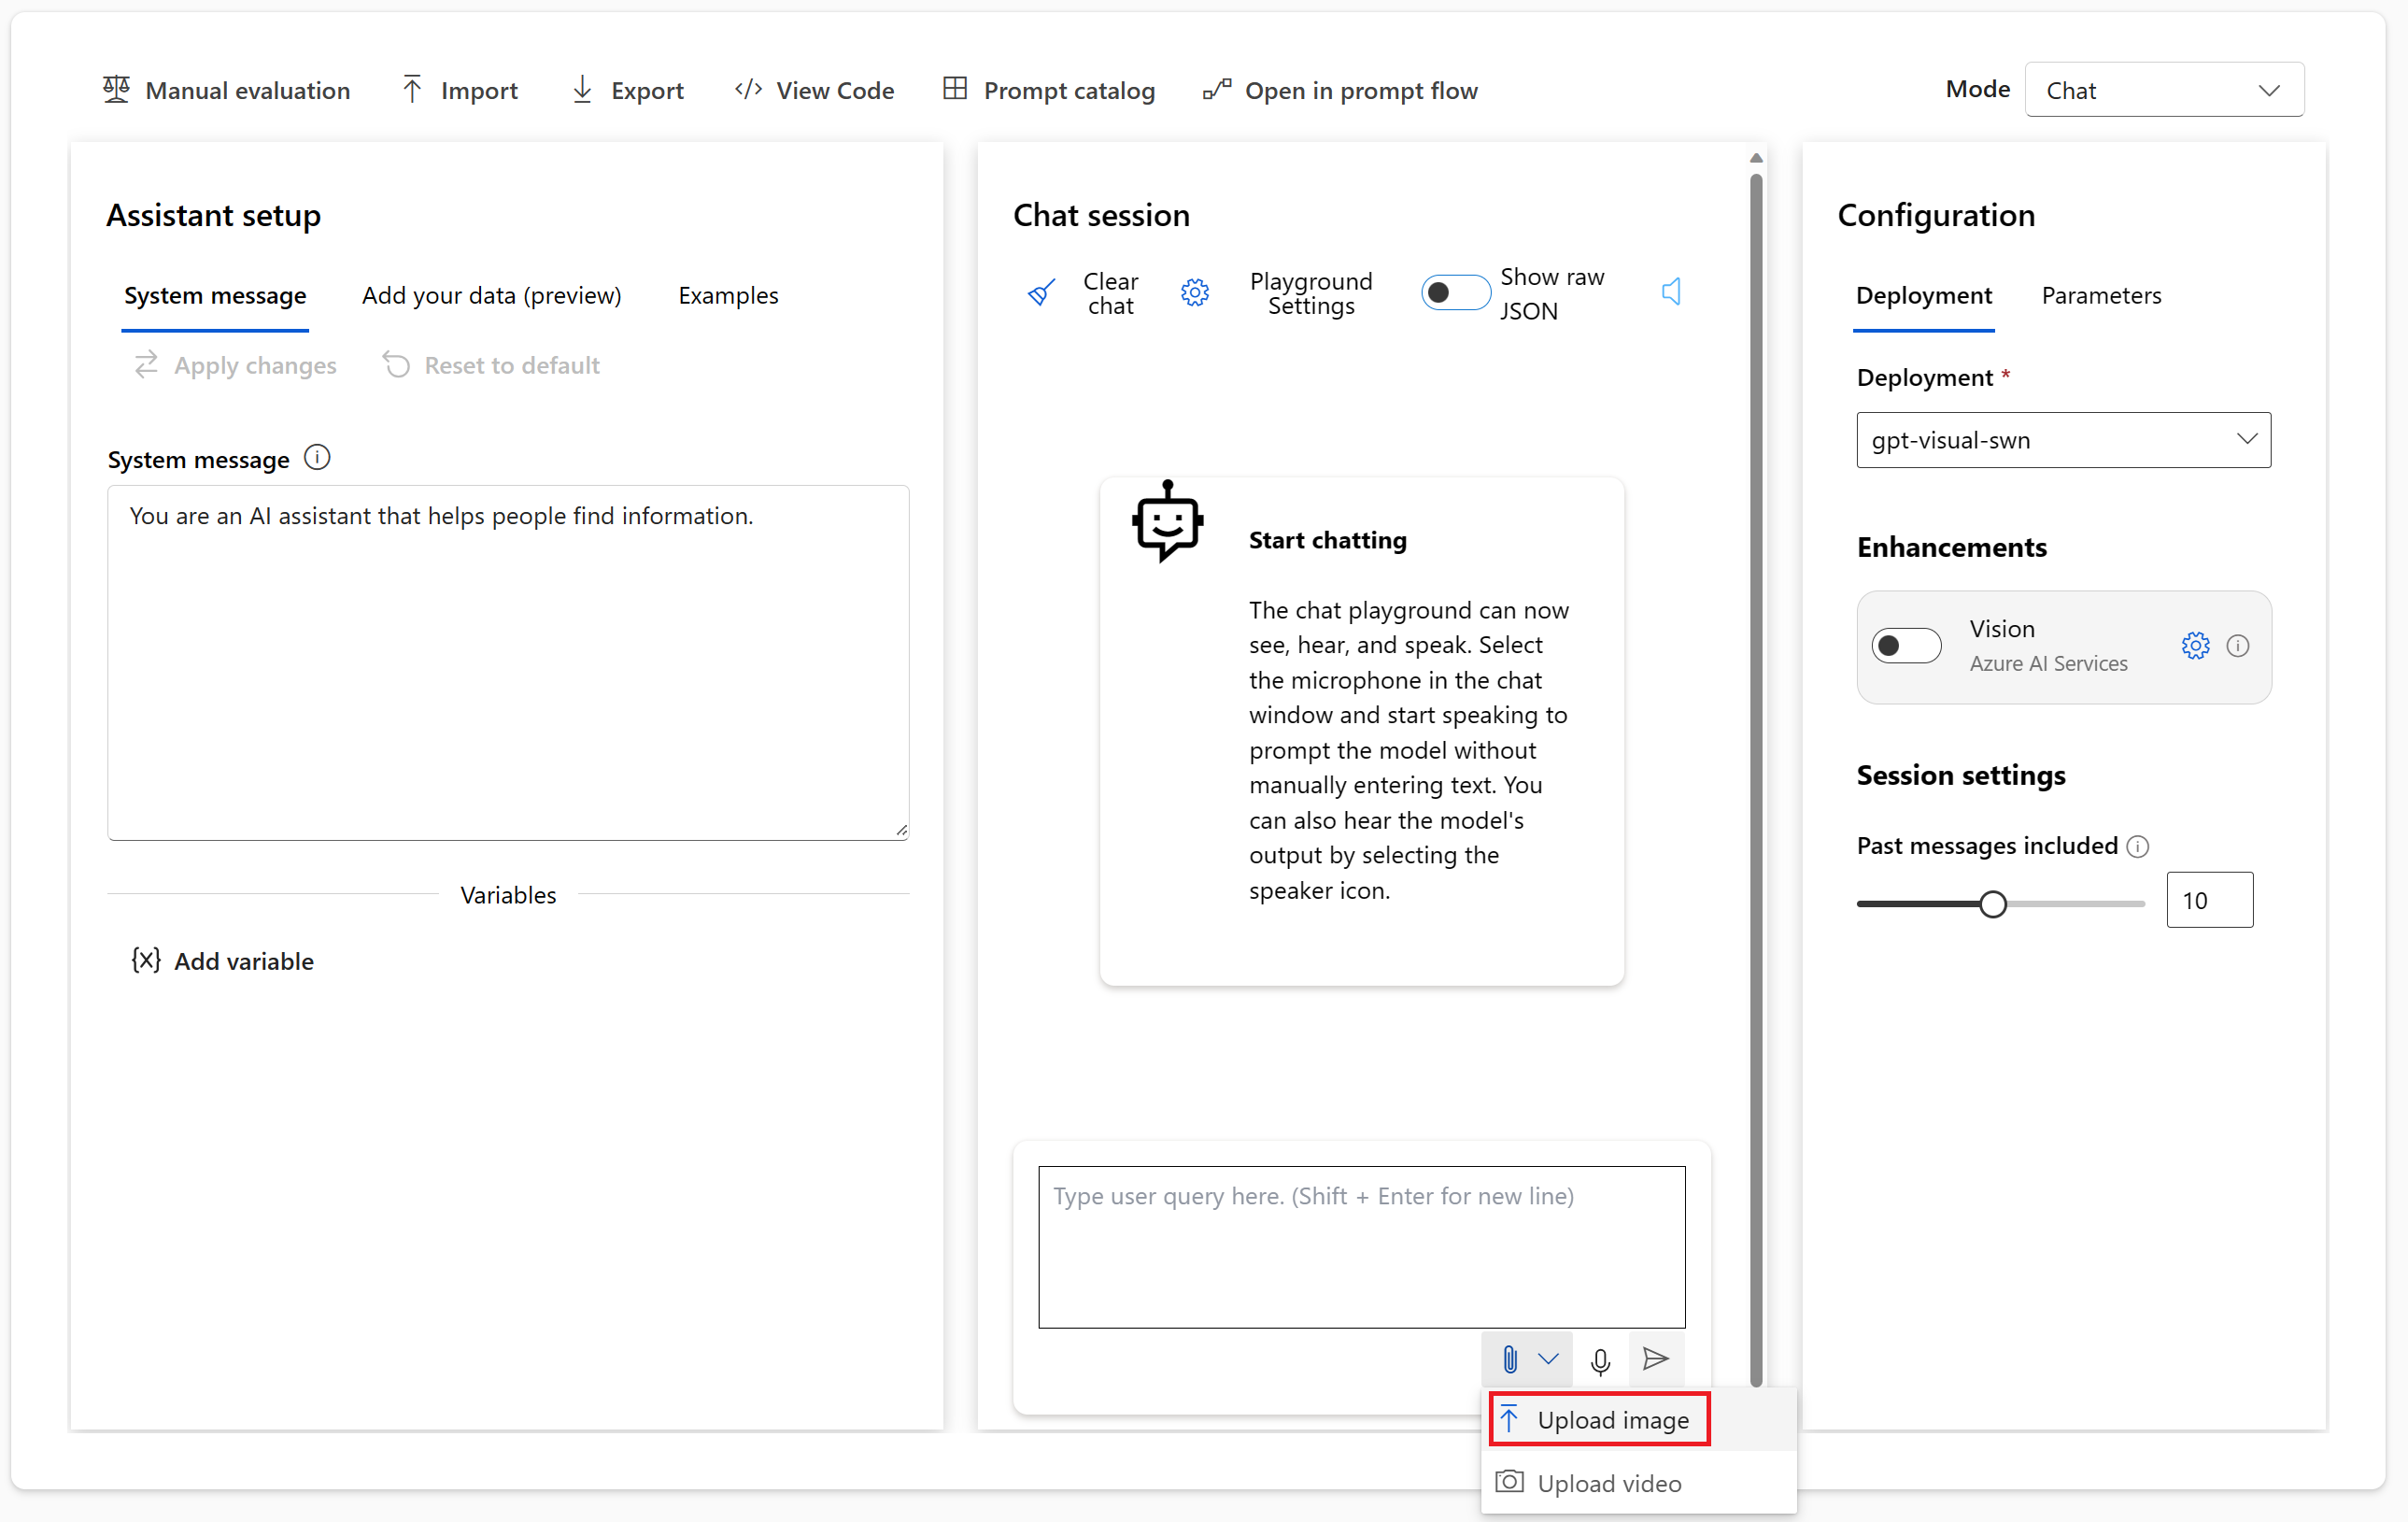 Manual evaluation
Import
Export
View Code
Prompt catalog
Open in prompt flow
Mode
Chat
Assistant setup
System message
Add your data (preview)
Examples
Apply changes
Reset to default
System message
You are an AI assistant that helps people find information.
Variables
{x} Add variable
Chat session
Clear
chat
Playground
Settings
Show raw
JSON
Start chatting
The chat playground can now
see, hear, and speak. Select
the microphone in the chat
window and start speaking to
prompt the model without
manually entering text. You
can also hear the model's
output by selecting the
speaker icon.
Type user query here. (Shift + Enter for new line)
Upload image
Upload video
Configuration
Deployment
Parameters
Deployment *
gpt-visual-swn
Enhancements
Vision
Azure AI Services
Session settings
Past messages included
10